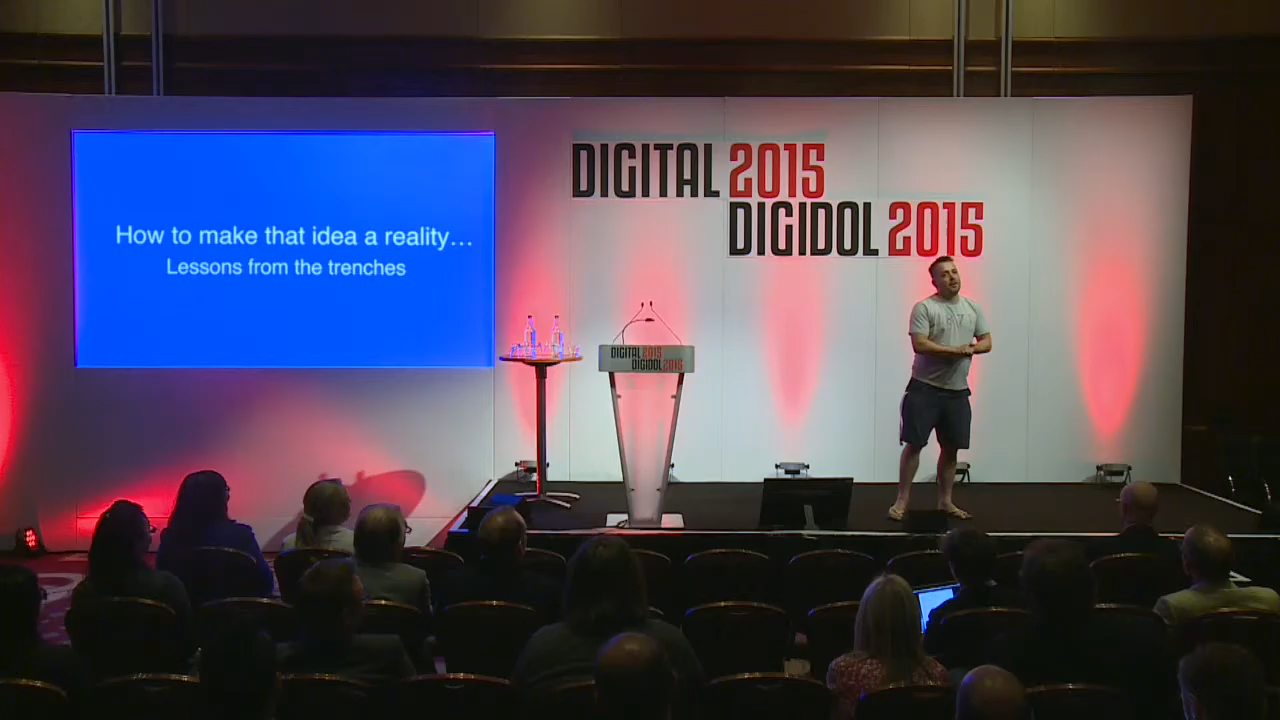 How to make that idea a reality…
Lessons from the trenches
DIGITAL 2015
DIGIDOL 2015
DIGITAL 2015
DIGIDOL 2015